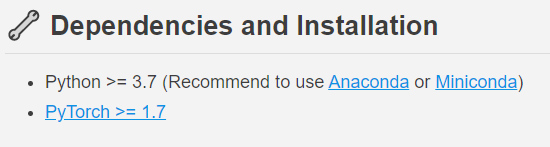 Dependencies and Installation
Python >= 3.7 (Recommend to use Anaconda or Miniconda)
PyTorch >= 1.7